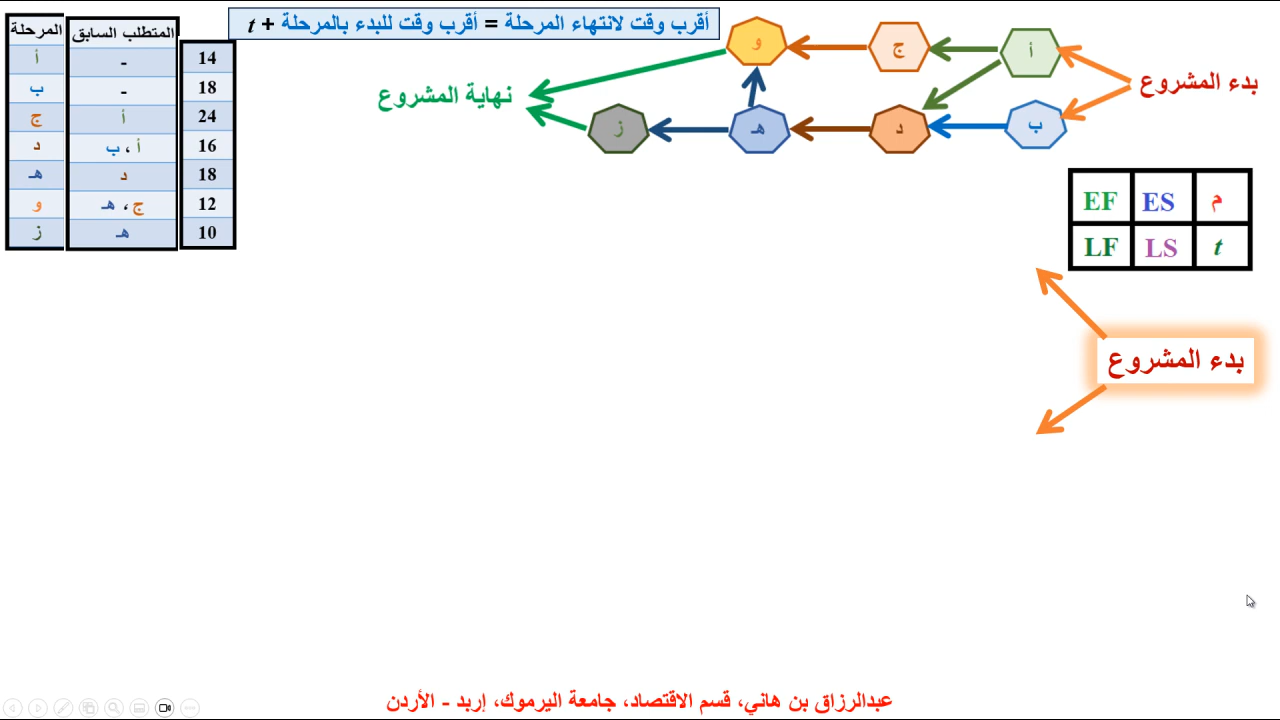 أقرب وقت لانتهاء المرحلة = أقرب وقت للبدء بالمرحلة + t
المرحلة المتطلب السابق
أ - 14
ب - 18
ج أ 24
د أ ، ب 16
هـ د 18
و ج ، هـ 12
ز هـ 10
بدء المشروع
أ
ج
و
ب
د
هـ
ز
نهاية المشروع
م ES EF
t LS LF
بدء المشروع
عبدالرزاق بن هاني، قسم الاقتصاد، جامعة اليرموك، إربد - الأردن